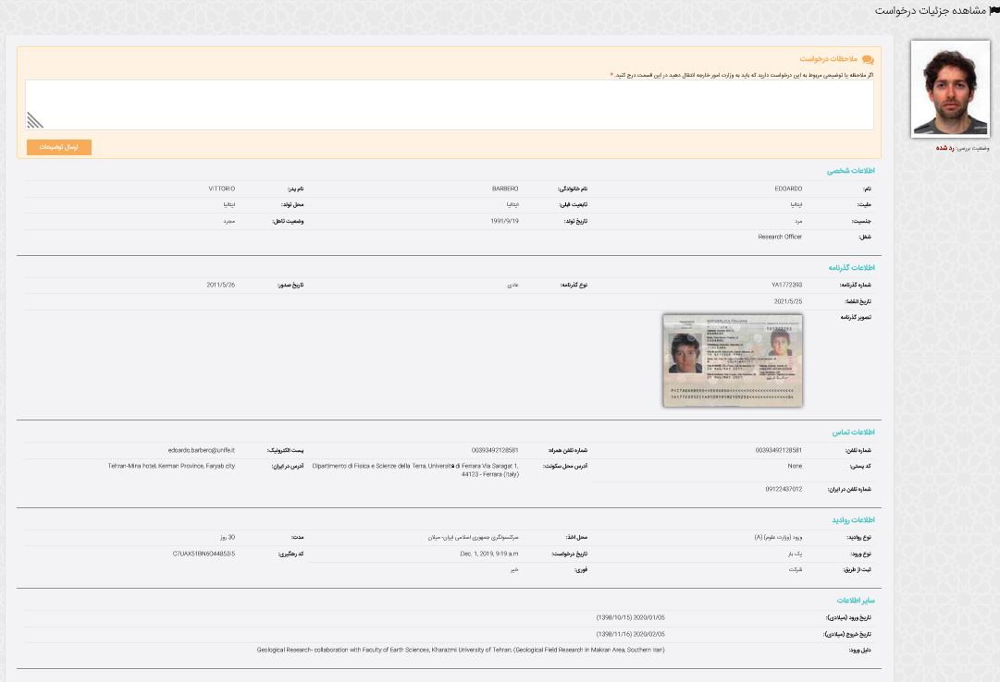 مشاهده جزئیات درخواست
ملاحظات درخواست
اگر ملاحظه یا توضیحی مربوط به این درخواست دارید که باید به وزارت امور خارجه انتقال دهید در این قسمت درج کنید. *
ارسال توضیحات
وضعیت بررسی: رد شده
اطلاعات شخصی
نام: EDOARDO نام خانوادگی: BARBERO نام پدر: VITTORIO
ملیت: ایتالیا تابعیت قبلی: ایتالیا محل تولد: ایتالیا
جنسیت: مرد تاریخ تولد: 1991/9/19 وضعیت تاهل: مجرد
شغل: Research Officer
اطلاعات گذرنامه
شماره گذرنامه: YA1772393 نوع گذرنامه: عادی تاریخ صدور: 2011/5/26
تاریخ انقضا: 2021/5/25
تصویر گذرنامه
REPUBBLICA ITALIANA
اطلاعات تماس
شماره تلفن: 00393492128581 شماره تلفن همراه: 00393492128581 پست الکترونیک: edoardo.barbero@unife.it
کد پستی: None آدرس محل سکونت: Dipartimento di Fisica e Scienze della Terra, Università di Ferrara Via Saragat 1, آدرس در ایران: Tehran-Mina hotel; Kerman Province, Faryab city
44123 - Ferrara (Italy)
شماره تلفن در ایران: 09122437012
اطلاعات روادید
نوع روادید: ورود (وزارت علوم) (A) محل اخذ: سرکنسولگری جمهوری اسلامی ایران- میلان مدت: 30 روز
نوع ورود: یک بار تاریخ درخواست: Dec. 1, 2019, 9:19 a.m. کد رهگیری:
ثبت از طریق: شرکت فوری: خیر
سایر اطلاعات
تاریخ ورود (میلادی): 2020/01/05 (1398/10/15)
تاریخ خروج (میلادی): 2020/02/05 (1398/11/16)
دلیل ورود: Geological Research- collaboration with Faculty of Earth Sciences, Kharazmi University of Tehran; (Geological Field Research in Makran Area, Southern Iran)